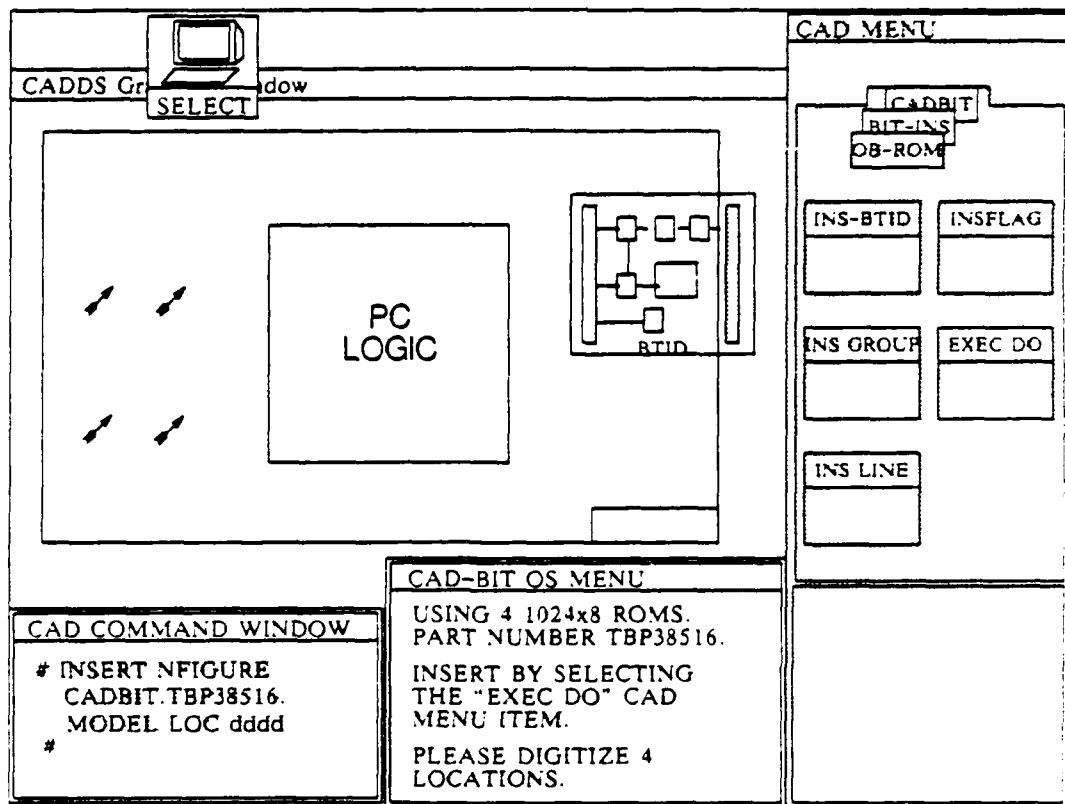 CADDS Gr
dow
SELECT
PC
LOGIC
BTID
CAD MENU
CADBIT
BIT-INS
OB-ROM
INS-BTID
INSFLAG
INS GROUP
EXEC DO
INS LINE
CAD COMMAND WINDOW
# INSERT NFIGURE
CADBIT.TBP38516.
MODEL LOC dddd
#
CAD-BIT OS MENU
USING 4 1024x8 ROMS.
PART NUMBER TBP38516.
INSERT BY SELECTING
THE "EXEC DO" CAD
MENU ITEM.
PLEASE DIGITIZE 4
LOCATIONS.